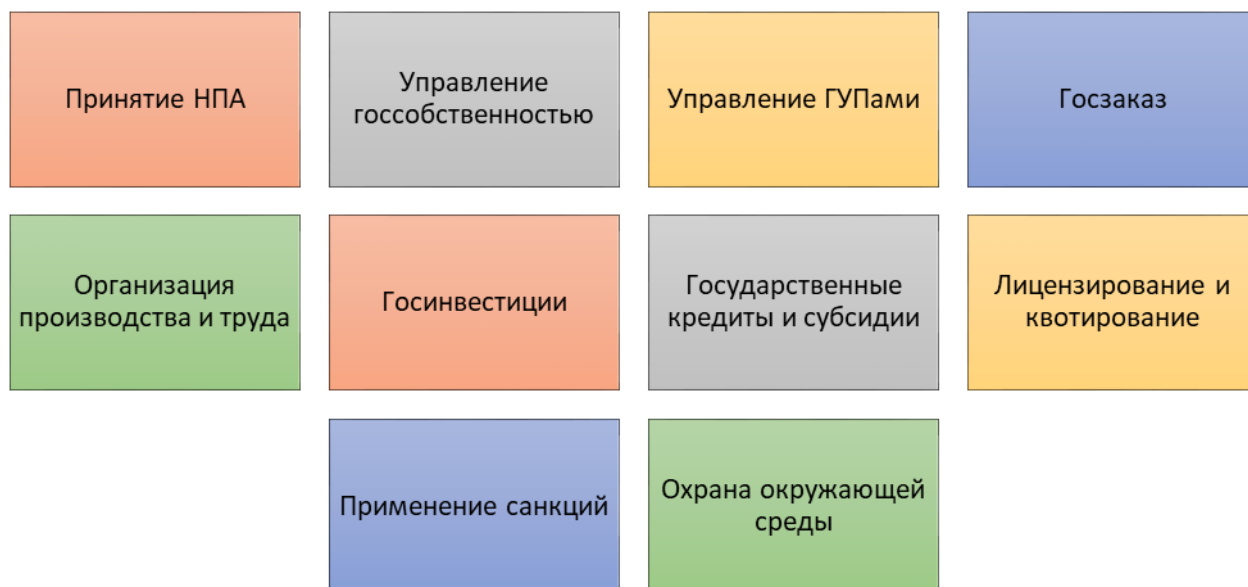 Принятие НПА
Управление
госсобственностью
Управление ГУПами
Госзаказ
Организация
производства и труда
Госинвестиции
Государственные
кредиты и субсидии
Лицензирование и
квотирование
Применение санкций
Охрана окружающей
среды